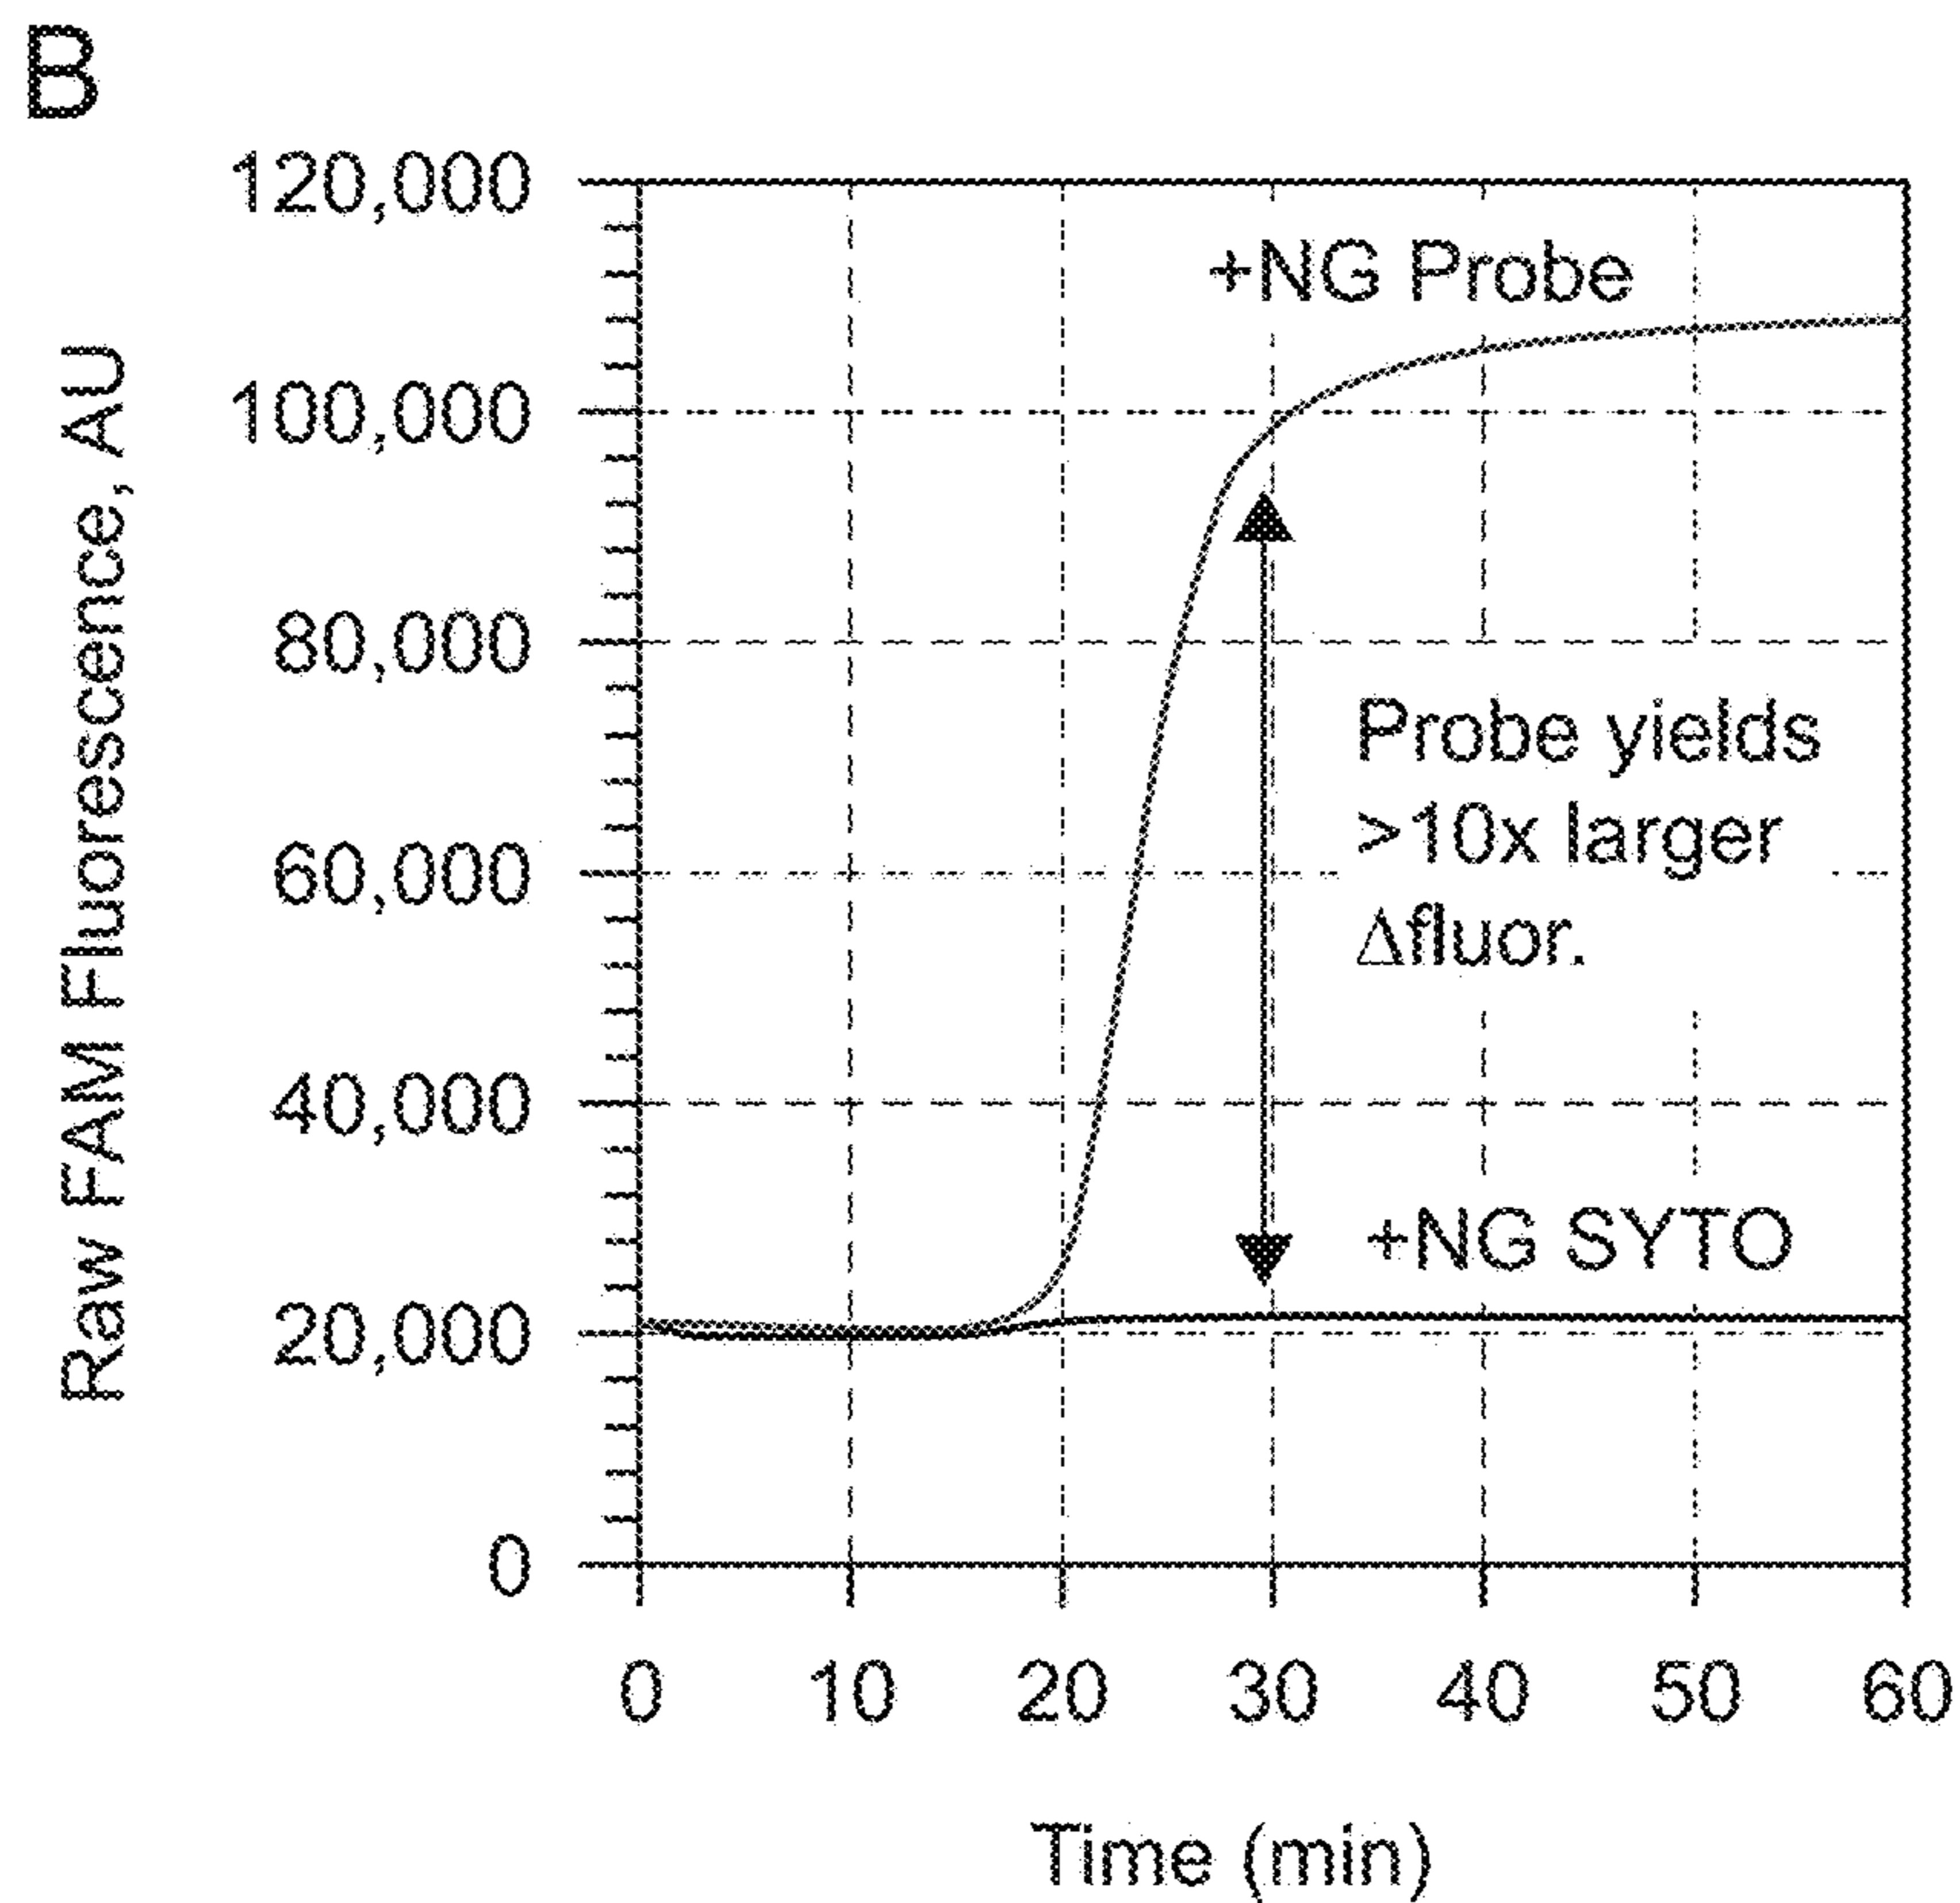 B
Raw FAM Fluorescence, AU
120,000
100,000
80,000
60,000
40,000
20,000
0
+NG Probe
Probe yields
>10x larger
Δfluor.
+NG SYTO
0 10 20 30 40 50 60
Time (min)